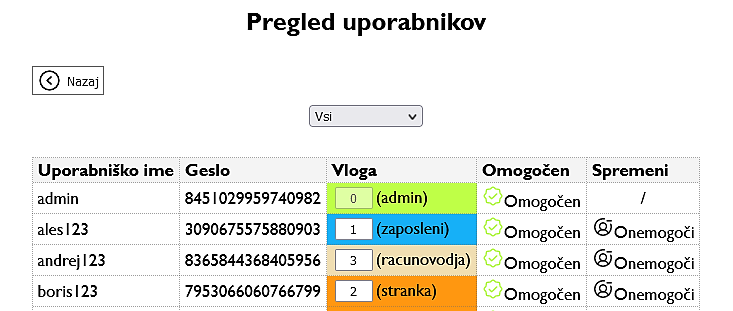 Pregled uporabnikov
Nazaj
Vsi
Uporabniško ime Geslo Vloga Omogočen Spremeni
admin 8451029959740982 0 (admin) Omogočen /
ales123 3090675575880903 1 (zaposleni) Omogočen Onemogoči
andrej123 8365844368405956 3 (racunovodja) Omogočen Onemogoči
boris123 7953066060766799 2 (stranka) Omogočen Onemogoči